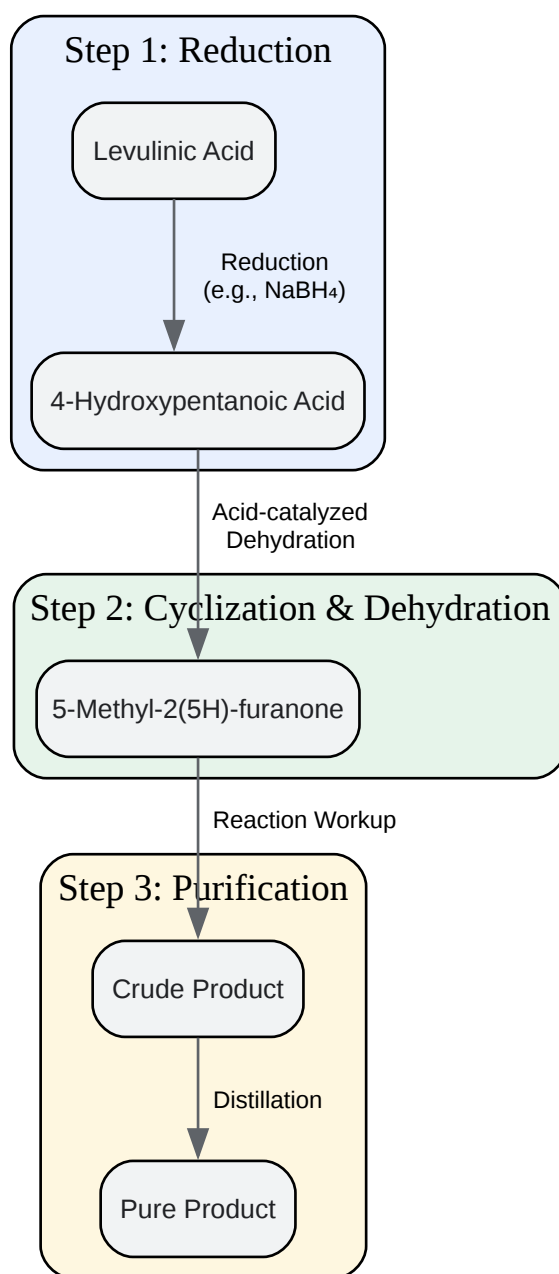 Step 1: Reduction
Levulinic Acid
Reduction
(e.g., NaBH₄)
4-Hydroxypentanoic Acid
Acid-catalyzed
Dehydration
Step 2: Cyclization & Dehydration
5-Methyl-2(5H)-furanone
Reaction Workup
Step 3: Purification
Crude Product
Distillation
Pure Product